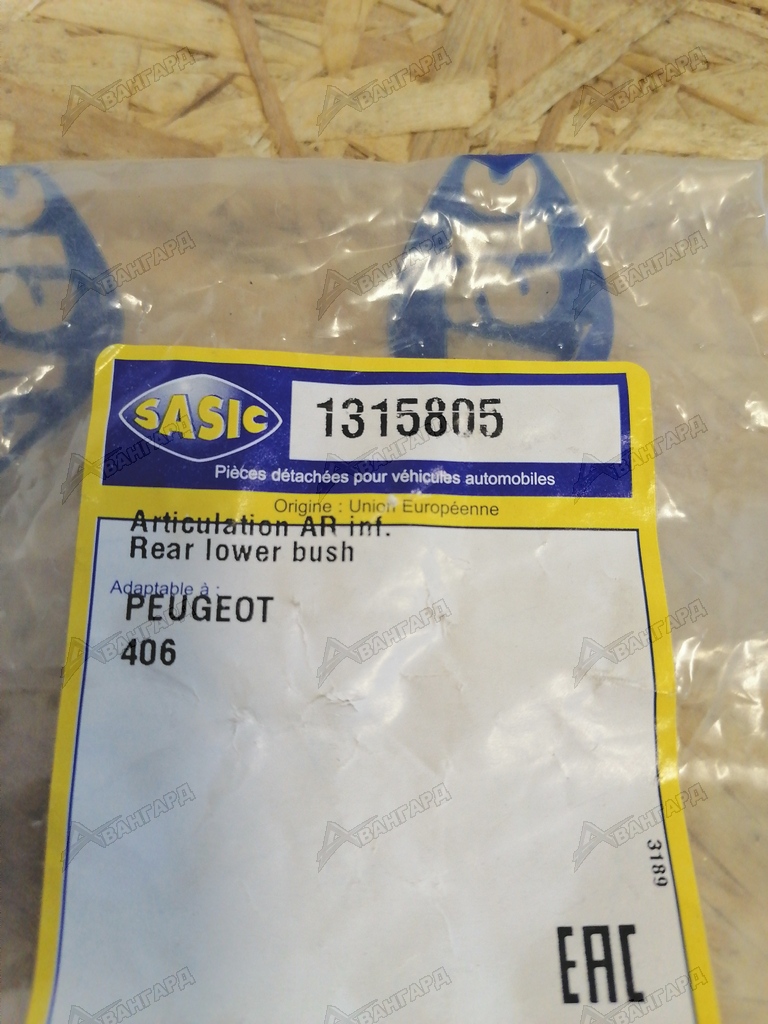 SASIC
1315805
Pièces détachées pour véhicules automobiles
Origine : Union Européenne
Articulation AR inf.
Rear lower bush
Adaptable à :
PEUGEOT
406
3189
EAC
АВАНГАРД